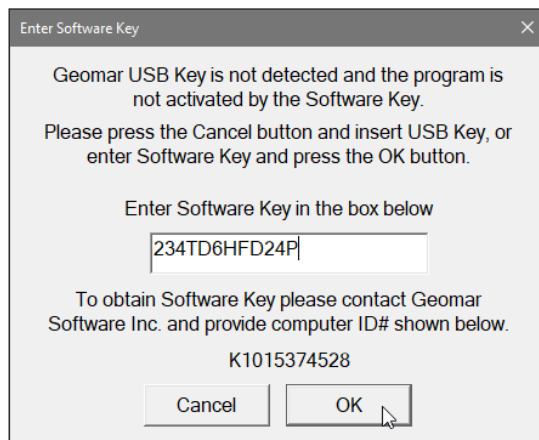 Enter Software Key
Geomar USB Key is not detected and the program is
not activated by the Software Key.
Please press the Cancel button and insert USB Key, or
enter Software Key and press the OK button.
Enter Software Key in the box below
234TD6HFD24P
To obtain Software Key please contact Geomar
Software Inc. and provide computer ID# shown below.
K1015374528
Cancel OK